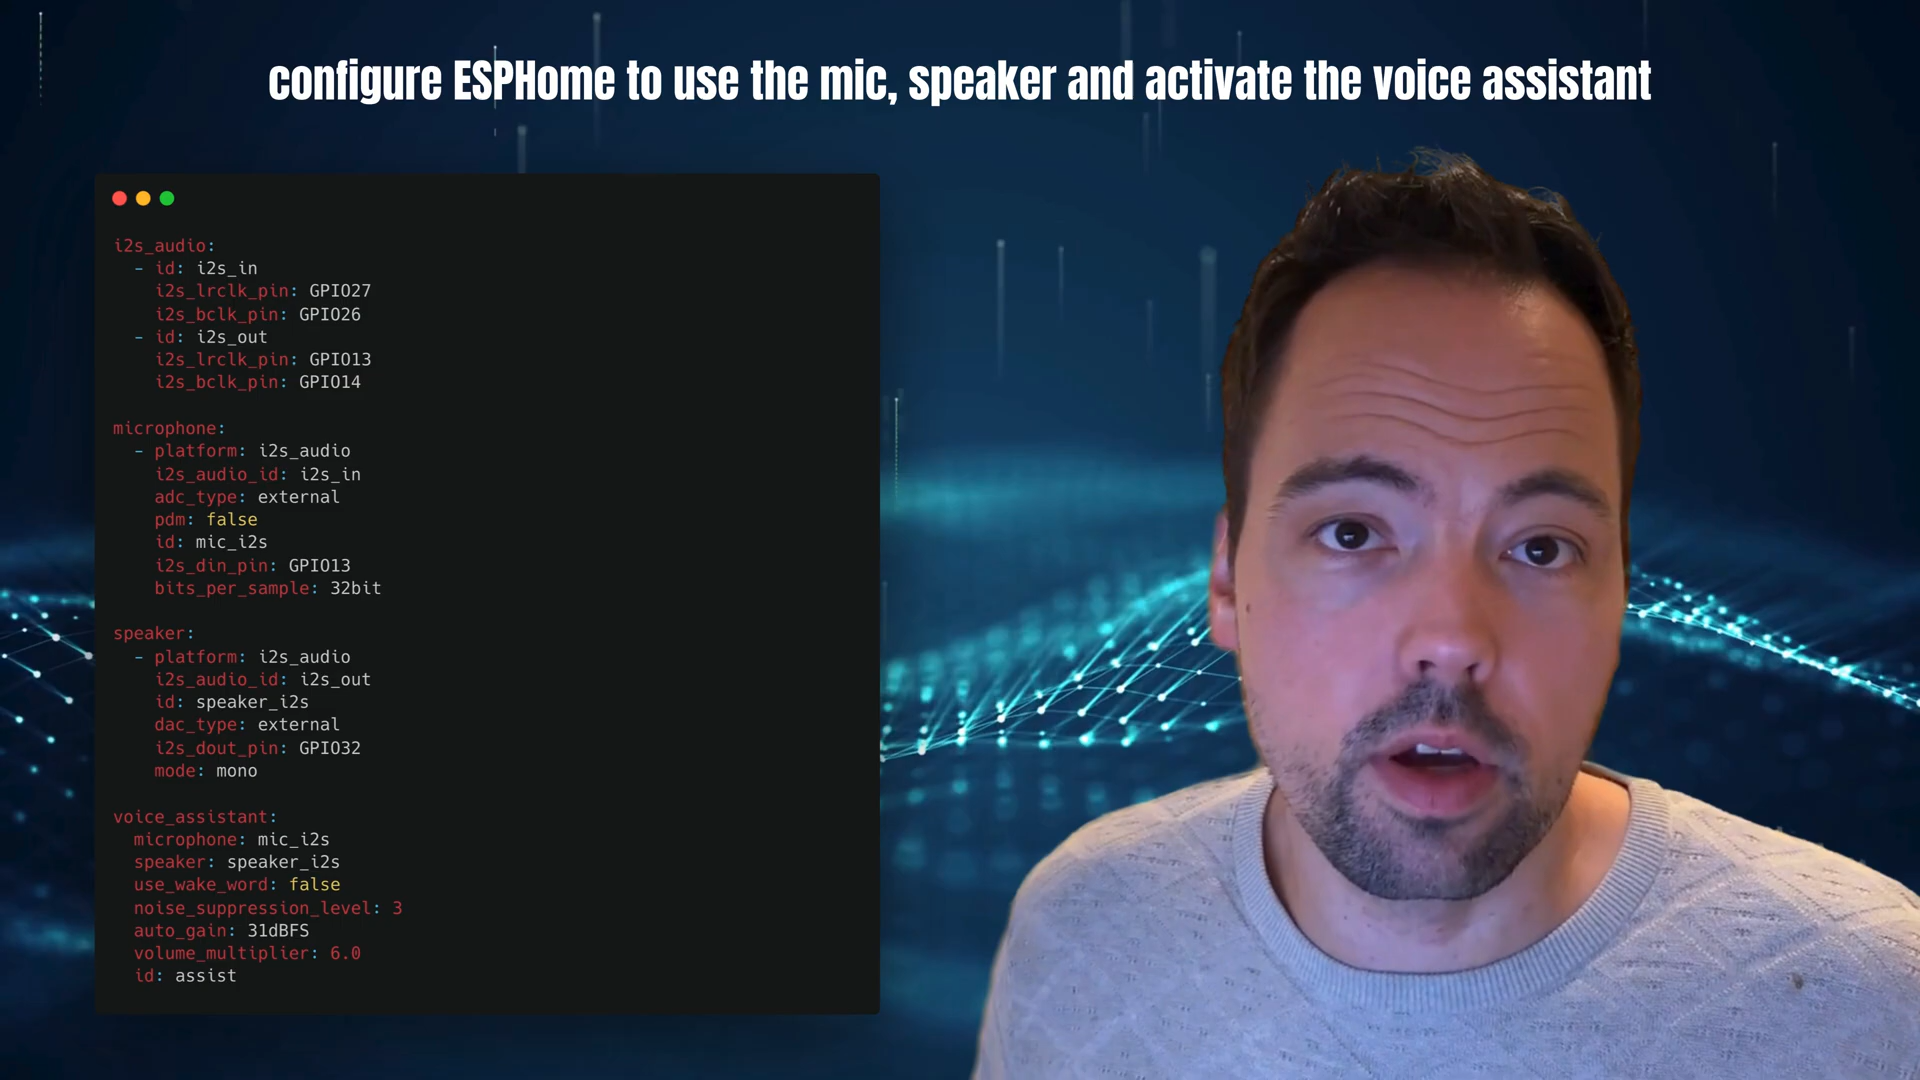 configure ESPHome to use the mic, speaker and activate the voice assistant
i2s_audio:
  - id: i2s_in
    i2s_lrclk_pin: GPIO27
    i2s_bclk_pin: GPIO26
  - id: i2s_out
    i2s_lrclk_pin: GPIO13
    i2s_bclk_pin: GPIO14
microphone:
  - platform: i2s_audio
    i2s_audio_id: i2s_in
    adc_type: external
    pdm: false
    id: mic_i2s
    i2s_din_pin: GPIO13
    bits_per_sample: 32bit
speaker:
  - platform: i2s_audio
    i2s_audio_id: i2s_out
    id: speaker_i2s
    dac_type: external
    i2s_dout_pin: GPIO32
    mode: mono
voice_assistant:
  microphone: mic_i2s
  speaker: speaker_i2s
  use_wake_word: false
  noise_suppression_level: 3
  auto_gain: 31dBFS
  volume_multiplier: 6.0
  id: assist